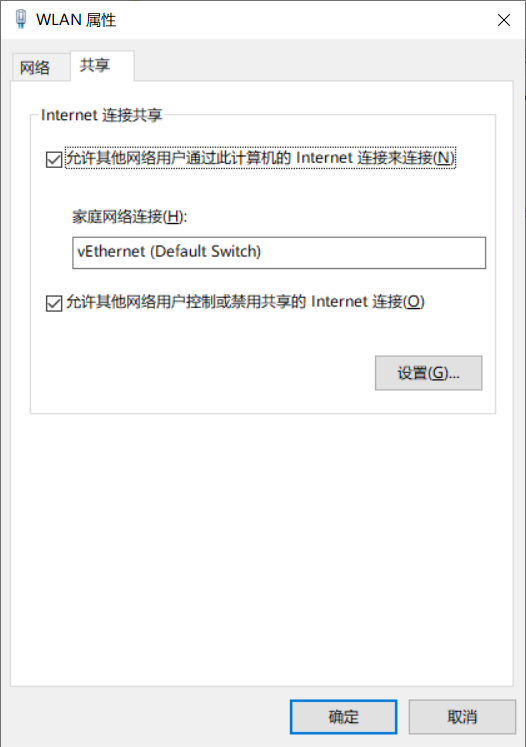 WLAN 属性
网络
共享
Internet 连接共享
允许其他网络用户通过此计算机的 Internet 连接来连接(N)
家庭网络连接(H):
vEthernet (Default Switch)
允许其他网络用户控制或禁用共享的 Internet 连接(O)
设置(G)...
确定
取消